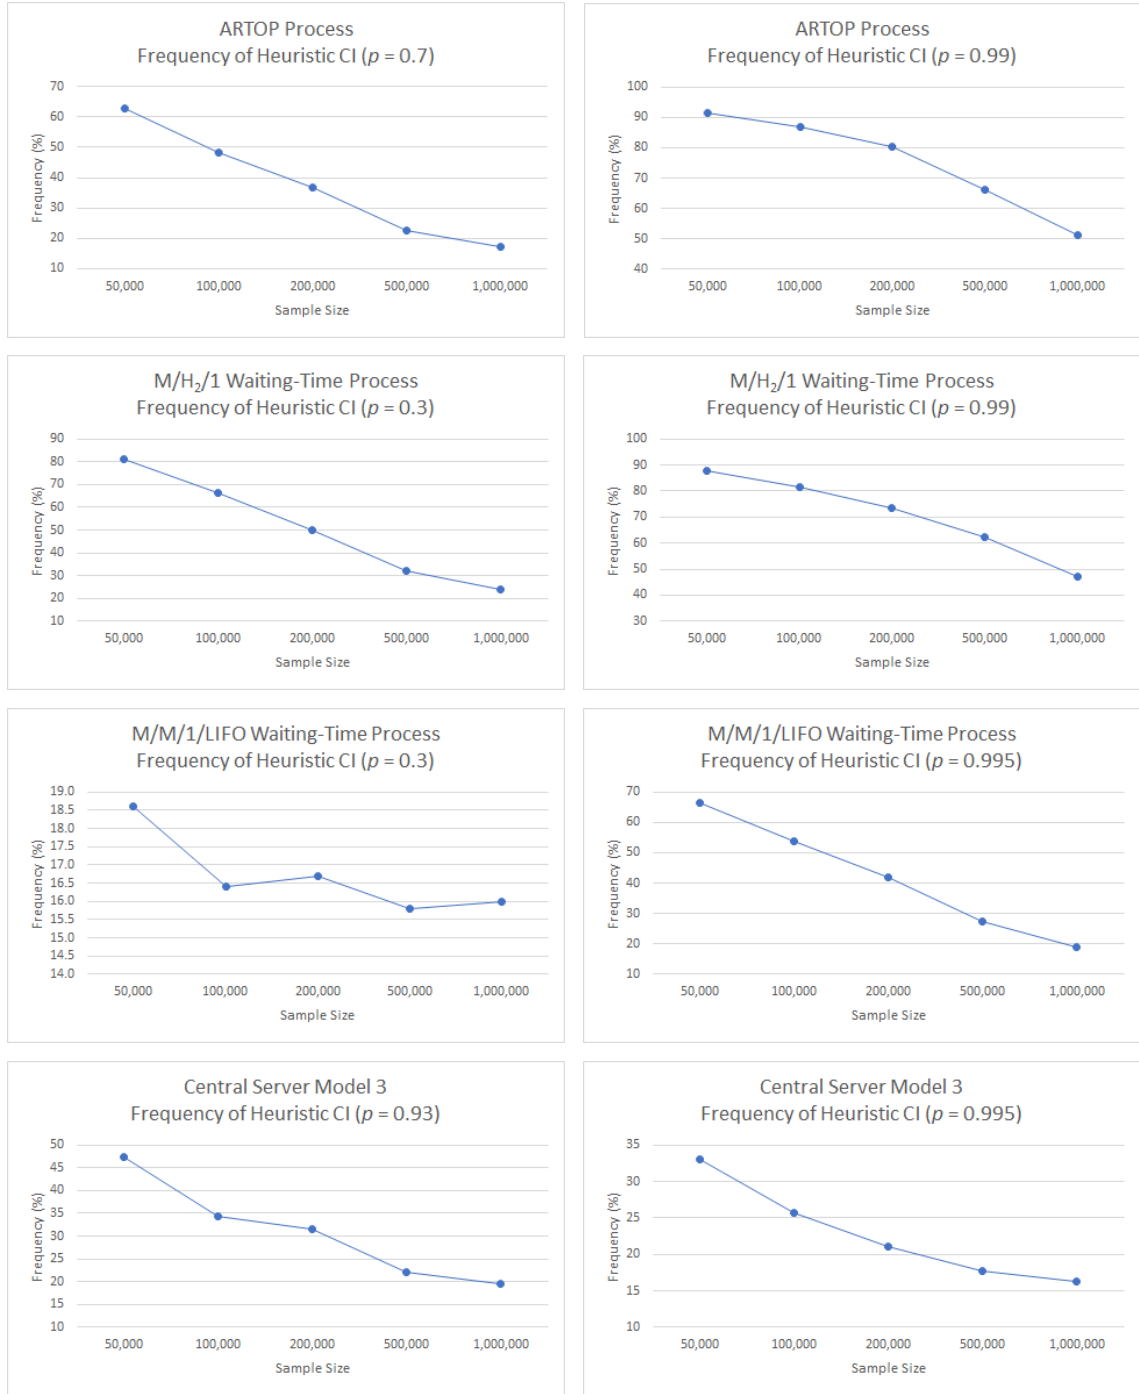 ARTOP Process
Frequency of Heuristic CI (p = 0.7)
70
60
50
40
30
20
10
Frequency (%)
50,000 100,000 200,000 500,000 1,000,000
Sample Size
ARTOP Process
Frequency of Heuristic CI (p = 0.99)
100
90
80
70
60
50
40
Frequency (%)
50,000 100,000 200,000 500,000 1,000,000
Sample Size
M/H₂/1 Waiting-Time Process
Frequency of Heuristic CI (p = 0.3)
90
80
70
60
50
40
30
20
10
Frequency (%)
50,000 100,000 200,000 500,000 1,000,000
Sample Size
M/H₂/1 Waiting-Time Process
Frequency of Heuristic CI (p = 0.99)
100
90
80
70
60
50
40
30
Frequency (%)
50,000 100,000 200,000 500,000 1,000,000
Sample Size
M/M/1/LIFO Waiting-Time Process
Frequency of Heuristic CI (p = 0.3)
19.0
18.5
18.0
17.5
17.0
16.5
16.0
15.5
15.0
14.5
14.0
Frequency (%)
50,000 100,000 200,000 500,000 1,000,000
Sample Size
M/M/1/LIFO Waiting-Time Process
Frequency of Heuristic CI (p = 0.995)
70
60
50
40
30
20
10
Frequency (%)
50,000 100,000 200,000 500,000 1,000,000
Sample Size
Central Server Model 3
Frequency of Heuristic CI (p = 0.93)
50
45
40
35
30
25
20
15
10
Frequency (%)
50,000 100,000 200,000 500,000 1,000,000
Sample Size
Central Server Model 3
Frequency of Heuristic CI (p = 0.995)
35
30
25
20
15
10
Frequency (%)
50,000 100,000 200,000 500,000 1,000,000
Sample Size